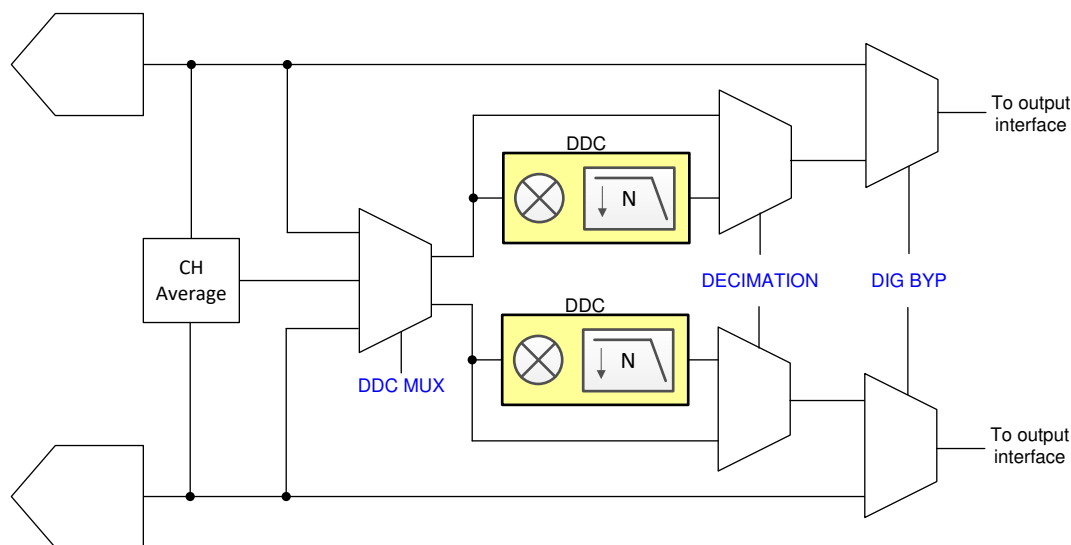 To output
interface
DDC
N
CH
Average
DECIMATION
DIG BYP
DDC
N
DDC MUX
To output
interface